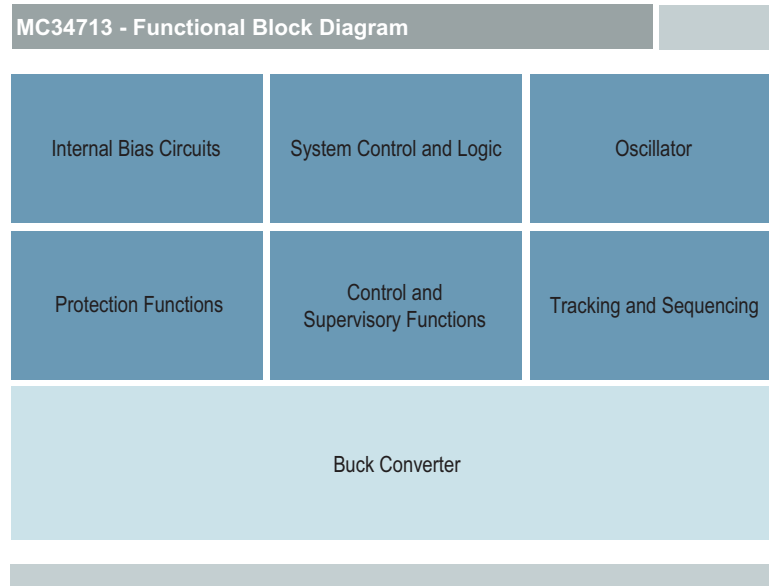 MC34713 - Functional Block Diagram
Internal Bias Circuits
System Control and Logic
Oscillator
Protection Functions
Control and
Supervisory Functions
Tracking and Sequencing
Buck Converter